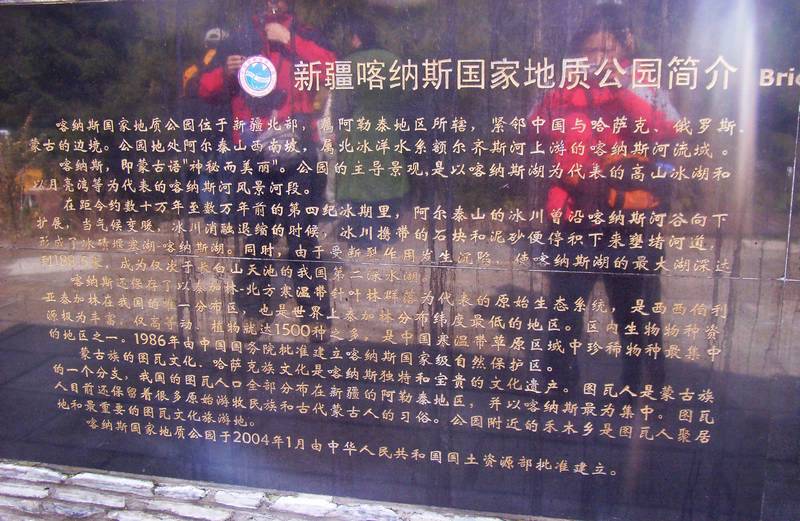 新疆喀纳斯国家地质公园简介 Bri
喀纳斯国家地质公园位于新疆北部，属阿勒泰地区所辖，紧邻中国与哈萨克、俄罗斯、
蒙古的边境。公园地处阿尔泰山西南坡，属北冰洋水系额尔齐斯河上游的喀纳斯河流域。
喀纳斯，即蒙古语"神秘而美丽"。公园的主导景观，是以喀纳斯湖为代表的高山冰湖和
以月亮湾等为代表的喀纳斯河风景河段。
在距今约数十万年至数万年前的第四纪冰期里，阿尔泰山的冰川曾沿喀纳斯河谷向下
扩展，当气候变暖，冰川消融退缩的时候，冰川携带的石块和泥砂便停积下来壅堵河道，
形成了冰碛堰塞湖-喀纳斯湖。同时，由于受断裂作用发生沉陷，使喀纳斯湖的最大湖深达
到188.5米，成为仅次于长白山天池的我国第二深水湖。
喀纳斯还保存了以泰加林-北方寒温带针叶林群落为代表的原始生态系统，是西西伯利
亚泰加林在我国的唯一分布区，也是世界上泰加林分布纬度最低的地区。区内生物物种资
源极为丰富，仅高等动、植物就达1500种之多，是中国寒温带草原区域中珍稀物种最集中
的地区之一。1986年由中国国务院批准建立喀纳斯国家级自然保护区。
蒙古族的图瓦文化、哈萨克族文化是喀纳斯独特和宝贵的文化遗产。图瓦人是蒙古族
的一个分支，我国的图瓦人口全部分布在新疆的阿勒泰地区，并以喀纳斯最为集中。图瓦
人目前还保留着很多原始游牧民族和古代蒙古人的习俗。公园附近的禾木乡是图瓦人聚居
地和最重要的图瓦文化旅游地。
喀纳斯国家地质公园于2004年1月由中华人民共和国国土资源部批准建立。